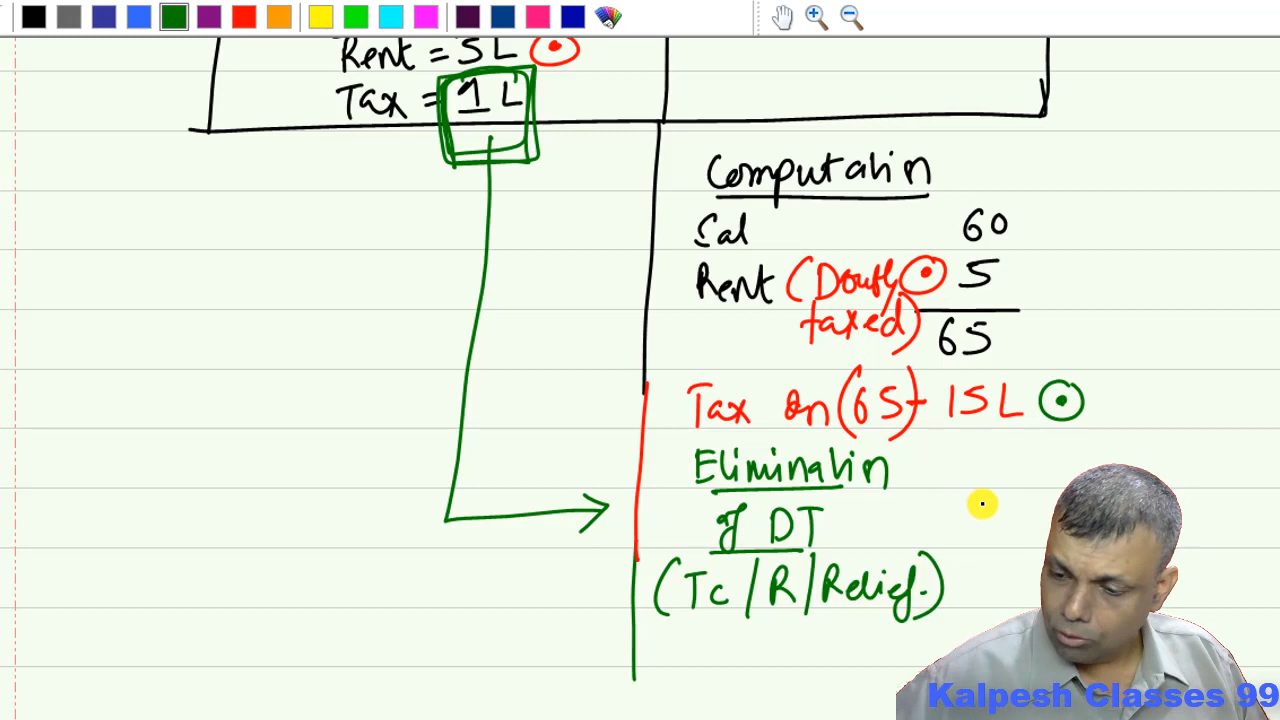 Rent = 5 L
Tax = 1 L
Computation
Sal 60
Rent (Doubly taxed) 5
65
Tax on (65) - 15 L
Elimination
of DT
(Tc / R / Relief.)
Kalpesh Classes 99